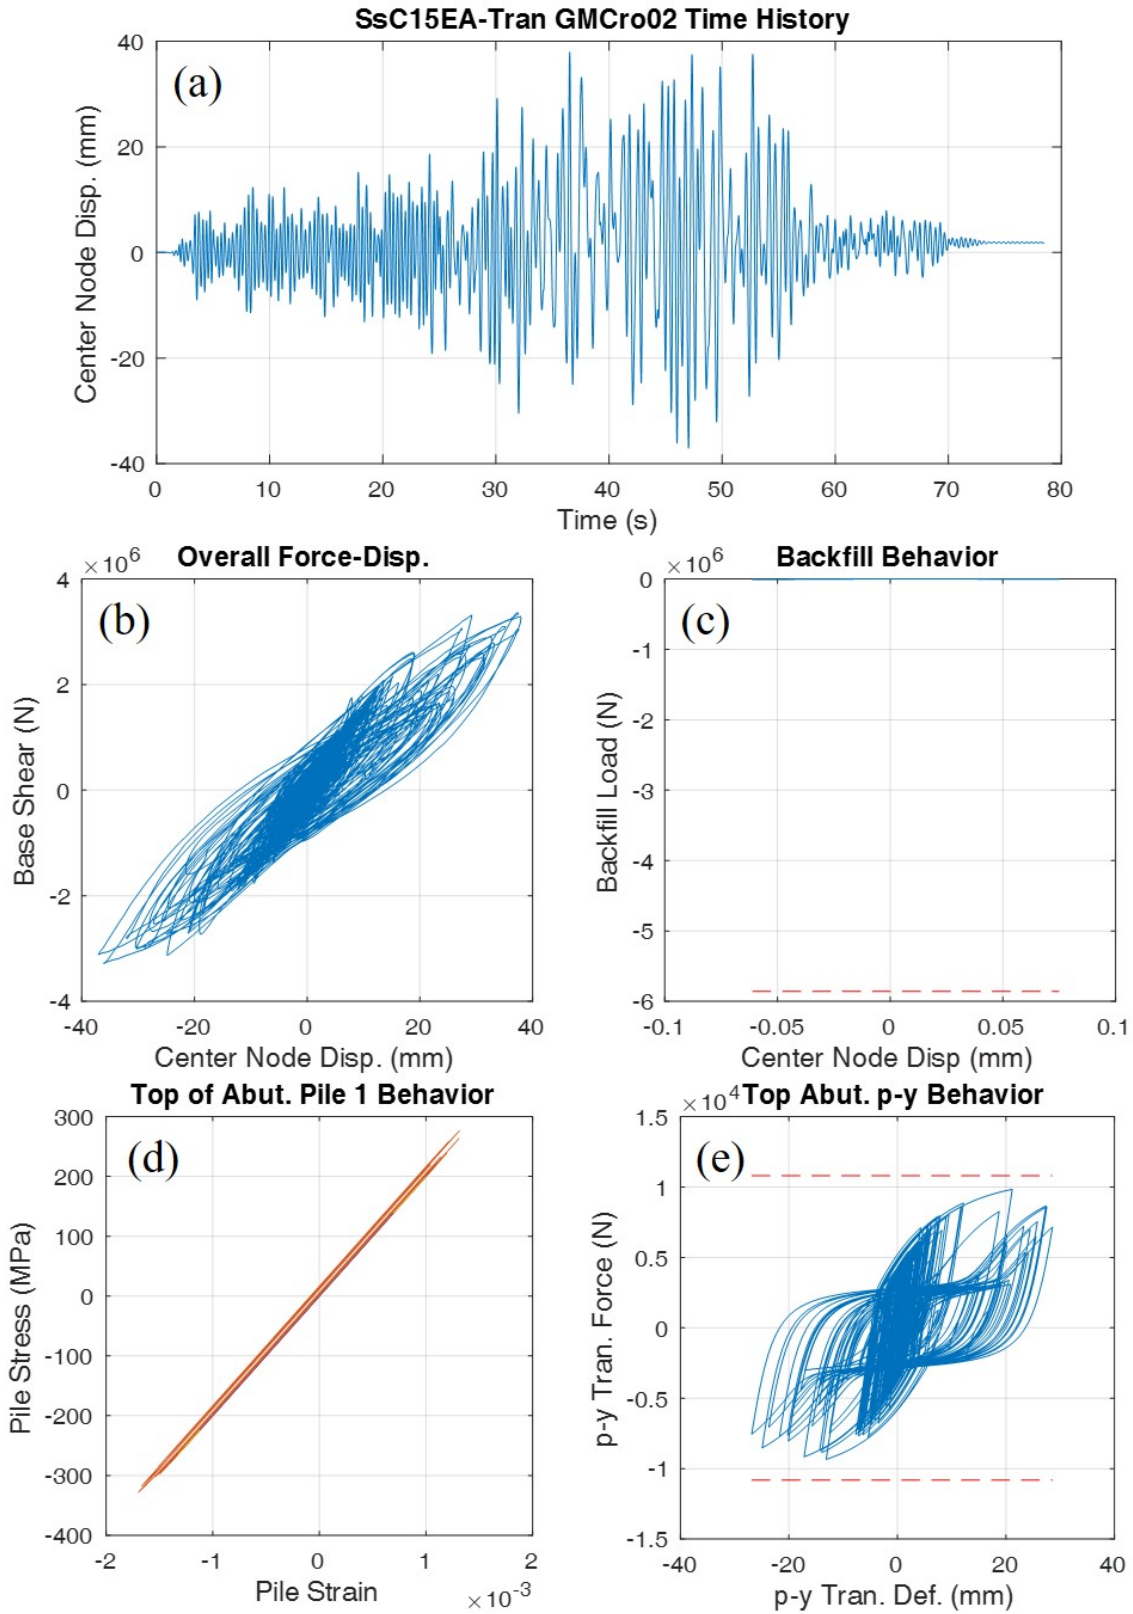 SsC15EA-Tran GMCro02 Time History
(a)
40
20
0
-20
-40
Center Node Disp. (mm)
0 10 20 30 40 50 60 70 80
Time (s)
×10^6 Overall Force-Disp.
(b)
4
2
0
-2
-4
Base Shear (N)
-40 -20 0 20 40
Center Node Disp. (mm)
×10^6 Backfill Behavior
(c)
0
-1
-2
-3
-4
-5
-6
Backfill Load (N)
-0.1 -0.05 0 0.05 0.1
Center Node Disp (mm)
Top of Abut. Pile 1 Behavior
(d)
300
200
100
0
-100
-200
-300
-400
Pile Stress (MPa)
-2 -1 0 1 2
Pile Strain ×10^-3
×10^4 Top Abut. p-y Behavior
(e)
1.5
1
0.5
0
-0.5
-1
-1.5
p-y Tran. Force (N)
-40 -20 0 20 40
p-y Tran. Def. (mm)